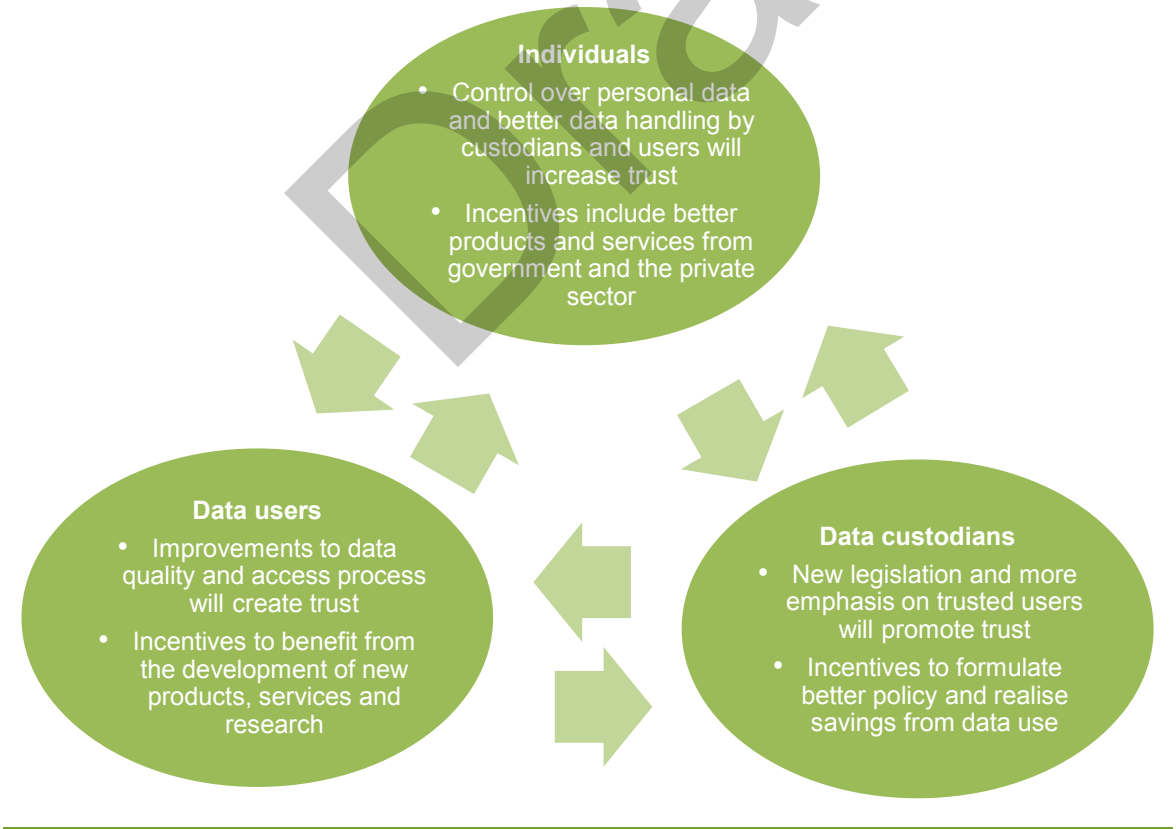 Individuals
• Control over personal data
and better data handling by
custodians and users will
increase trust
• Incentives include better
products and services from
government and the private
sector
Data users
• Improvements to data
quality and access process
will create trust
• Incentives to benefit from
the development of new
products, services and
research
Data custodians
• New legislation and more
emphasis on trusted users
will promote trust
• Incentives to formulate
better policy and realise
savings from data use